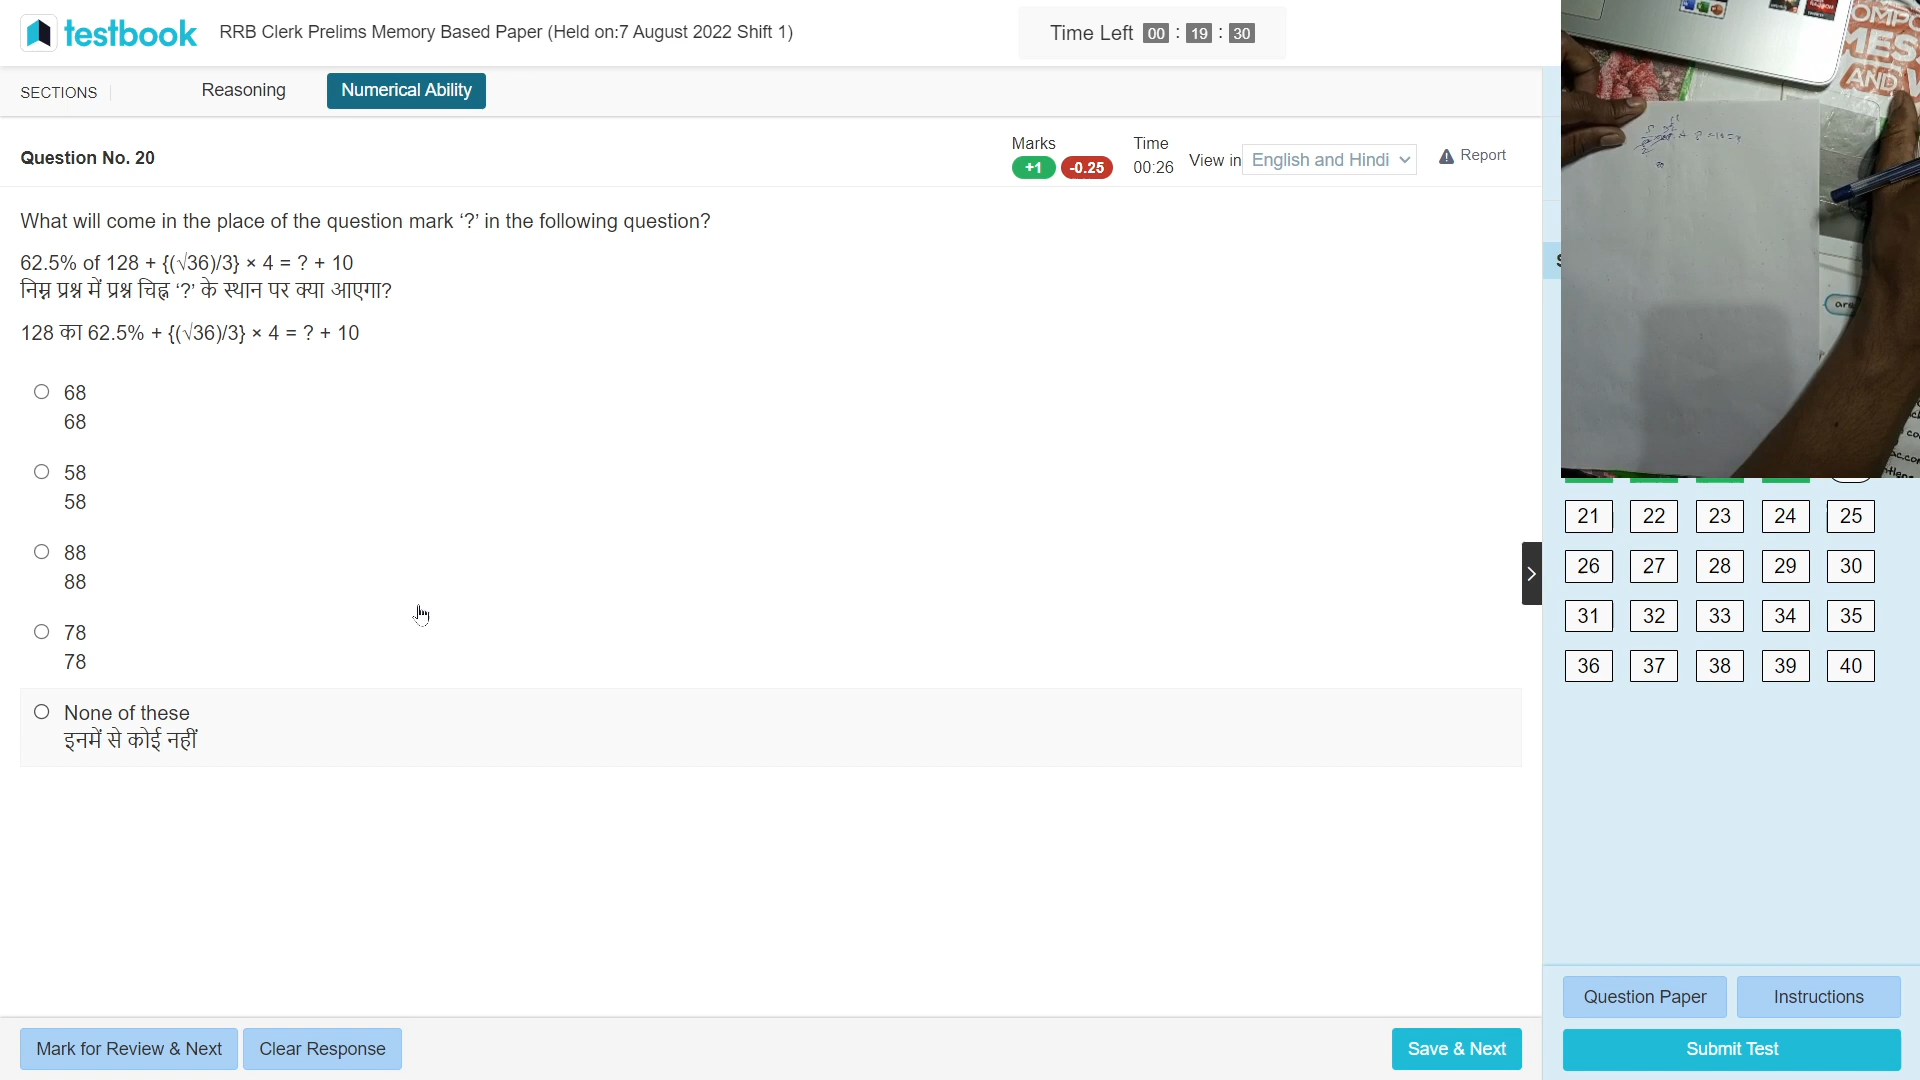 testbook
RRB Clerk Prelims Memory Based Paper (Held on:7 August 2022 Shift 1)
Time Left 00 : 19 : 30
SECTIONS
Reasoning
Numerical Ability
Question No. 20
Marks
+1 -0.25
Time
00:26
View in English and Hindi
Report
What will come in the place of the question mark ‘?’ in the following question?
62.5% of 128 + {(√36)/3} × 4 = ? + 10
निम्न प्रश्न में प्रश्न चिह्न ‘?’ के स्थान पर क्या आएगा?
128 का 62.5% + {(√36)/3} × 4 = ? + 10
68
68
58
58
88
88
78
78
None of these
इनमें से कोई नहीं
AND
21 22 23 24 25
26 27 28 29 30
31 32 33 34 35
36 37 38 39 40
Question Paper
Instructions
Mark for Review & Next
Clear Response
Save & Next
Submit Test